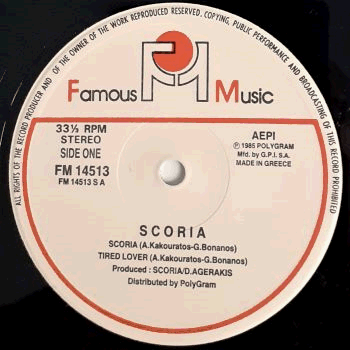 ALL RIGHTS OF THE RECORD PRODUCER AND OF THE OWNER OF THE WORK REPRODUCED RESERVED. COPYING, PUBLIC PERFORMANCE AND BROADCASTING OF THIS RECORD PROHIBITED.
Famous Music
33⅓ RPM
STEREO
SIDE ONE
FM 14513
FM 14513 S A
AEPI
℗ 1985 POLYGRAM
Mfd. by G.P.I. S.A.
MADE IN GREECE
SCORIA
SCORIA (A.Kakouratos-G.Bonanos)
TIRED LOVER (A.Kakouratos-G.Bonanos)
Produced : SCORIA/D.AGERAKIS
Distributed by PolyGram